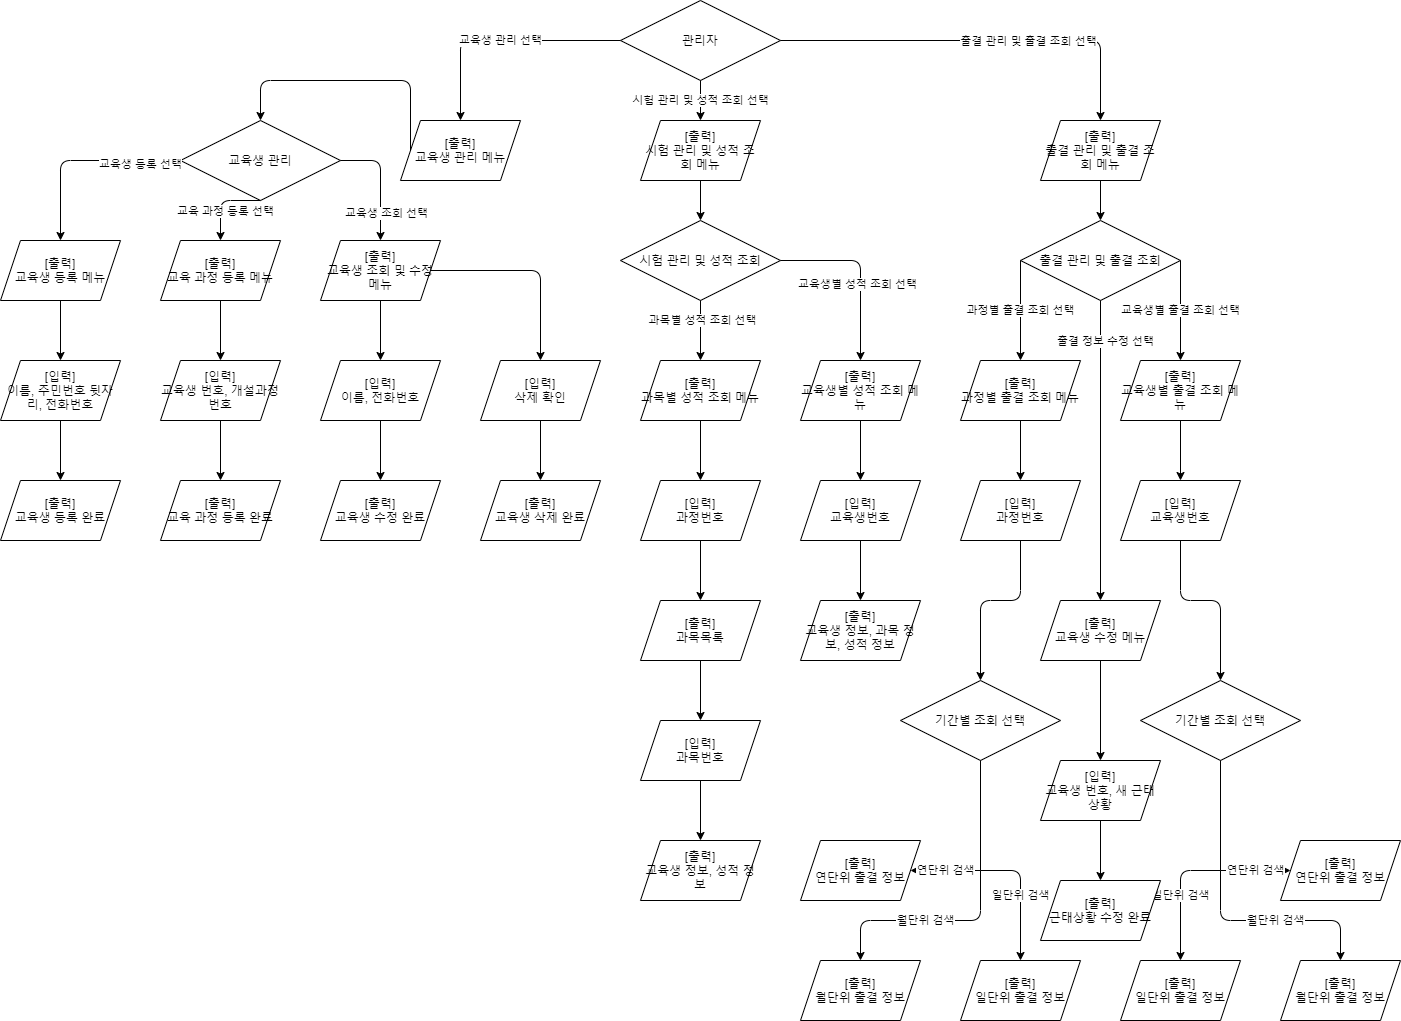 관리자
교육생 관리 선택
시험 관리 및 성적 조회 선택
출결 관리 및 출결 조회 선택
[출력]
교육생 관리 메뉴
[출력]
시험 관리 및 성적 조
회 메뉴
[출력]
출결 관리 및 출결 조
회 메뉴
교육생 관리
교육생 등록 선택
교육 과정 등록 선택
교육생 조회 선택
[출력]
교육생 등록 메뉴
[출력]
교육 과정 등록 메뉴
[출력]
교육생 조회 및 수정
메뉴
시험 관리 및 성적 조회
출결 관리 및 출결 조회
교육생별 성적 조회 선택
과목별 성적 조회 선택
과정별 출결 조회 선택
교육생별 출결 조회 선택
출결 정보 수정 선택
[입력]
이름, 주민번호 뒷자
리, 전화번호
[입력]
교육생 번호, 개설과정
번호
[입력]
이름, 전화번호
[입력]
삭제 확인
[출력]
과목별 성적 조회 메뉴
[출력]
교육생별 성적 조회 메
뉴
[출력]
과정별 출결 조회 메뉴
[출력]
교육생별 출결 조회 메
뉴
[출력]
교육생 등록 완료
[출력]
교육 과정 등록 완료
[출력]
교육생 수정 완료
[출력]
교육생 삭제 완료
[입력]
과정번호
[입력]
교육생번호
[입력]
과정번호
[입력]
교육생번호
[출력]
과목목록
[출력]
교육생 정보, 과목 정
보, 성적 정보
[출력]
교육생 수정 메뉴
[입력]
과목번호
기간별 조회 선택
기간별 조회 선택
[입력]
교육생 번호, 새 근태
상황
[출력]
교육생 정보, 성적 정
보
[출력]
연단위 출결 정보
연단위 검색
일단위 검색
월단위 검색
[출력]
근태상황 수정 완료
일단위 검색
연단위 검색
월단위 검색
[출력]
연단위 출결 정보
[출력]
월단위 출결 정보
[출력]
일단위 출결 정보
[출력]
일단위 출결 정보
[출력]
월단위 출결 정보